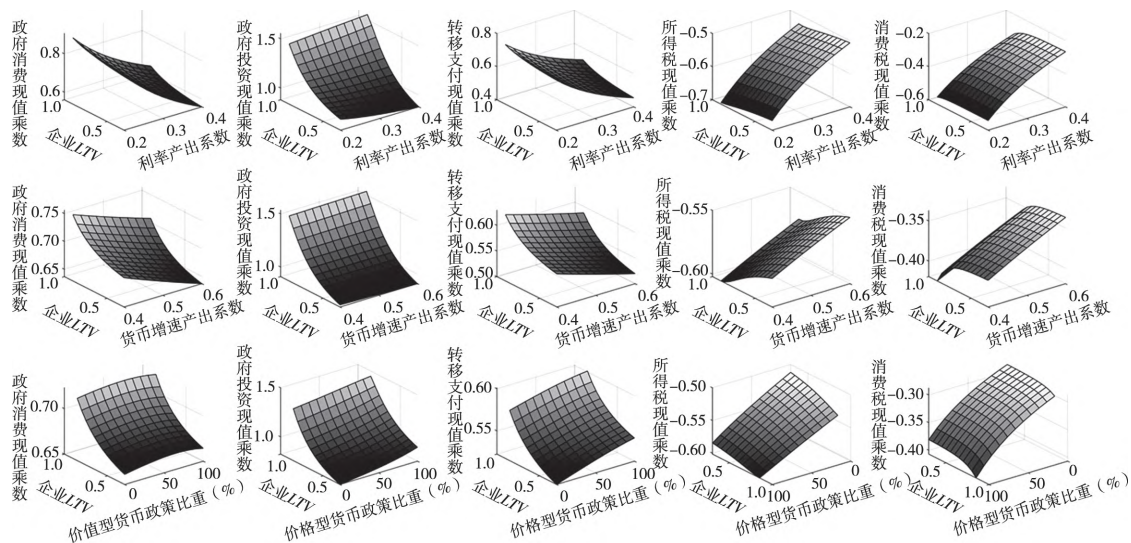 政府消费现值乘数
0.8
0.6
1.0
0.5
企业LTV
0.2
0.3
0.4
利率产出系数
政府投资现值乘数
1.5
1.0
1.0
0.5
企业LTV
0.2
0.3
0.4
利率产出系数
转移支付现值乘数
0.8
0.6
0.4
1.0
0.5
企业LTV
0.2
0.3
0.4
利率产出系数
所得税现值乘数
-0.5
-0.6
-0.7
1.0
0.5
企业LTV
0.2
0.3
0.4
利率产出系数
消费税现值乘数
-0.2
-0.4
-0.6
1.0
0.5
企业LTV
0.2
0.3
0.4
利率产出系数
政府消费现值乘数
0.75
0.70
0.65
1.0
0.5
企业LTV
0.4
0.5
0.6
货币增速产出系数
政府投资现值乘数
1.5
1.0
1.0
0.5
企业LTV
0.4
0.5
0.6
货币增速产出系数
转移支付现值乘数
0.60
0.55
0.50
1.0
0.5
企业LTV
0.4
0.5
0.6
货币增速产出系数
所得税现值乘数
-0.55
-0.60
1.0
0.5
企业LTV
0.4
0.5
0.6
货币增速产出系数
消费税现值乘数
-0.35
-0.40
1.0
0.5
企业LTV
0.4
0.5
0.6
货币增速产出系数
政府消费现值乘数
0.70
0.65
1.0
0.5
企业LTV
0
50
100
价值型货币政策比重(%)
政府投资现值乘数
1.5
1.0
1.0
0.5
企业LTV
0
50
100
价格型货币政策比重(%)
转移支付现值乘数
0.60
0.55
1.0
0.5
企业LTV
0
50
100
价格型货币政策比重(%)
所得税现值乘数
-0.50
-0.55
-0.60
0.5
1.0
企业LTV
100
50
0
价格型货币政策比重(%)
消费税现值乘数
-0.30
-0.35
-0.40
0.5
1.0
企业LTV
100
50
0
价格型货币政策比重(%)